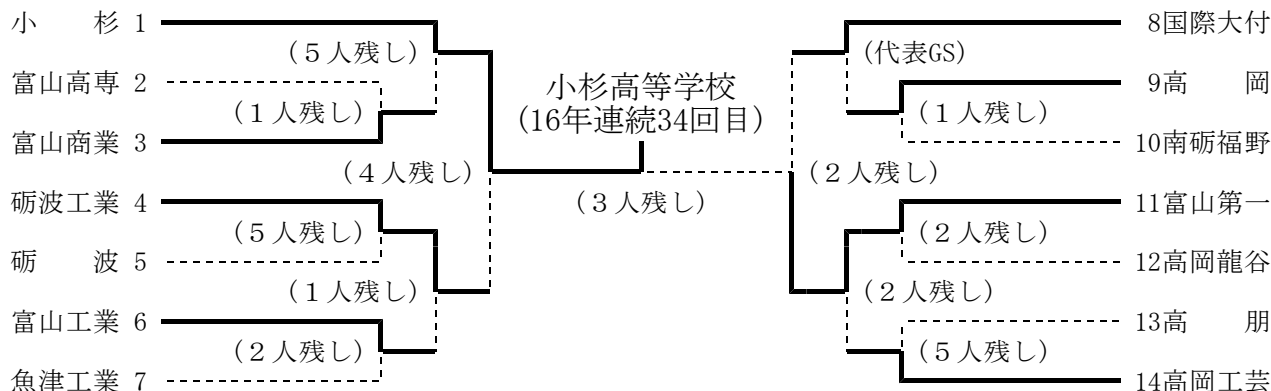 小　　杉 1
（５人残し）
富山高専 2
（１人残し）
富山商業 3
（４人残し）
砺波工業 4
（５人残し）
砺　　波 5
（１人残し）
富山工業 6
（２人残し）
魚津工業 7
小杉高等学校
(16年連続34回目)
（３人残し）
8国際大付
(代表GS)
9高　　岡
（１人残し）
10南砺福野
（２人残し）
11富山第一
（２人残し）
12高岡龍谷
（２人残し）
13高　　朋
（５人残し）
14高岡工芸